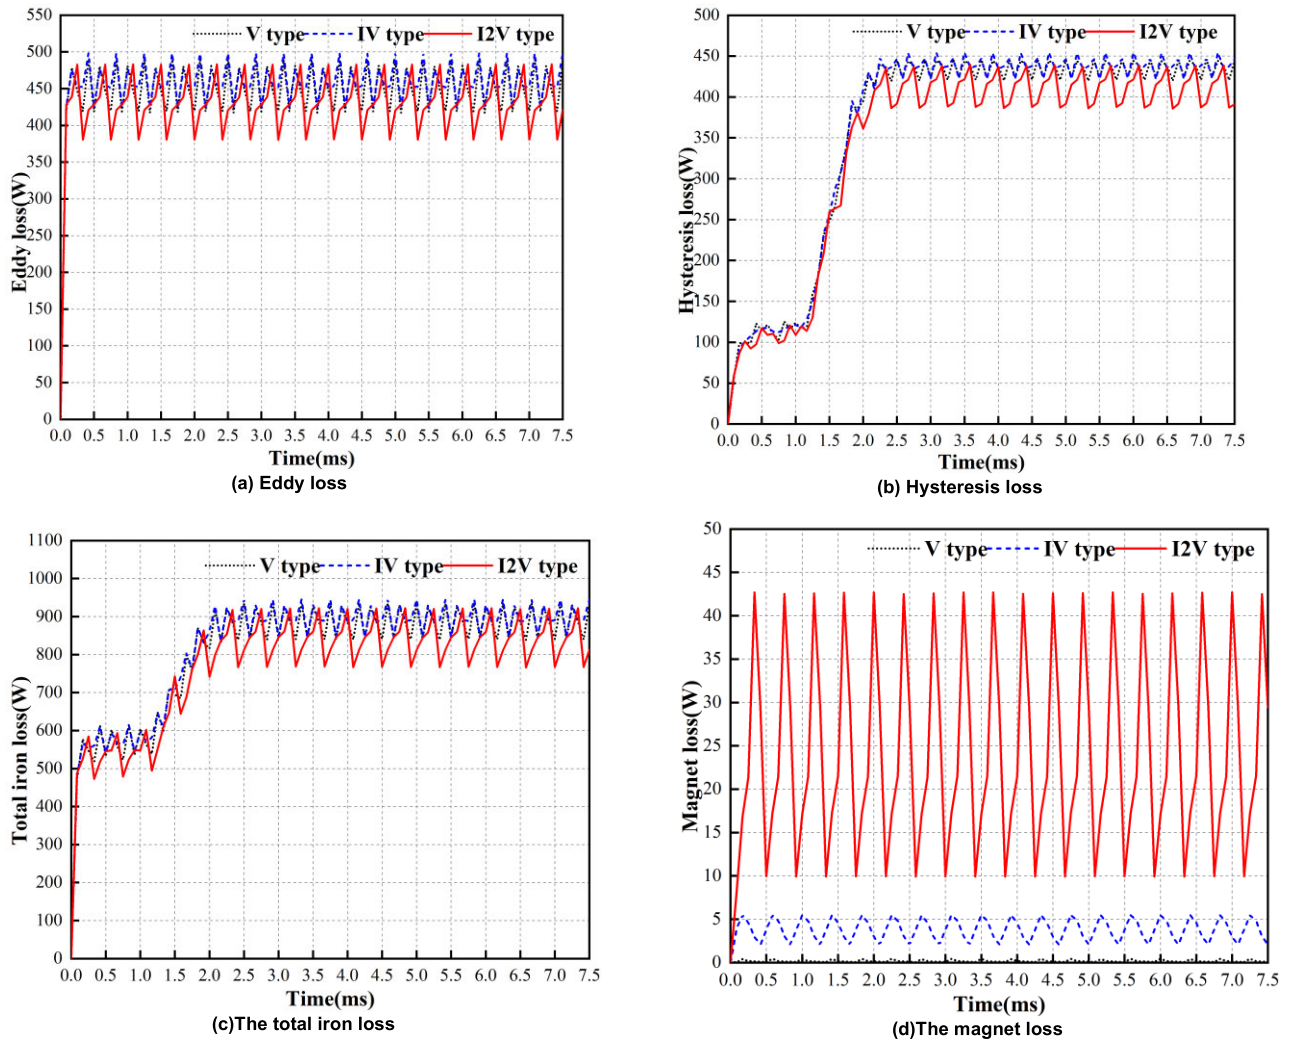 V type IV type I2V type
550
500
450
400
350
300
250
200
150
100
50
0
Eddy loss(W)
0.0 0.5 1.0 1.5 2.0 2.5 3.0 3.5 4.0 4.5 5.0 5.5 6.0 6.5 7.0 7.5
Time(ms)
(a) Eddy loss
V type IV type I2V type
500
450
400
350
300
250
200
150
100
50
0
Hysteresis loss(W)
0.0 0.5 1.0 1.5 2.0 2.5 3.0 3.5 4.0 4.5 5.0 5.5 6.0 6.5 7.0 7.5
Time(ms)
(b) Hysteresis loss
V type IV type I2V type
1100
1000
900
800
700
600
500
400
300
200
100
0
Total iron loss(W)
0.0 0.5 1.0 1.5 2.0 2.5 3.0 3.5 4.0 4.5 5.0 5.5 6.0 6.5 7.0 7.5
Time(ms)
(c)The total iron loss
V type IV type I2V type
50
45
40
35
30
25
20
15
10
5
0
Magnet loss(W)
0.0 0.5 1.0 1.5 2.0 2.5 3.0 3.5 4.0 4.5 5.0 5.5 6.0 6.5 7.0 7.5
Time(ms)
(d)The magnet loss